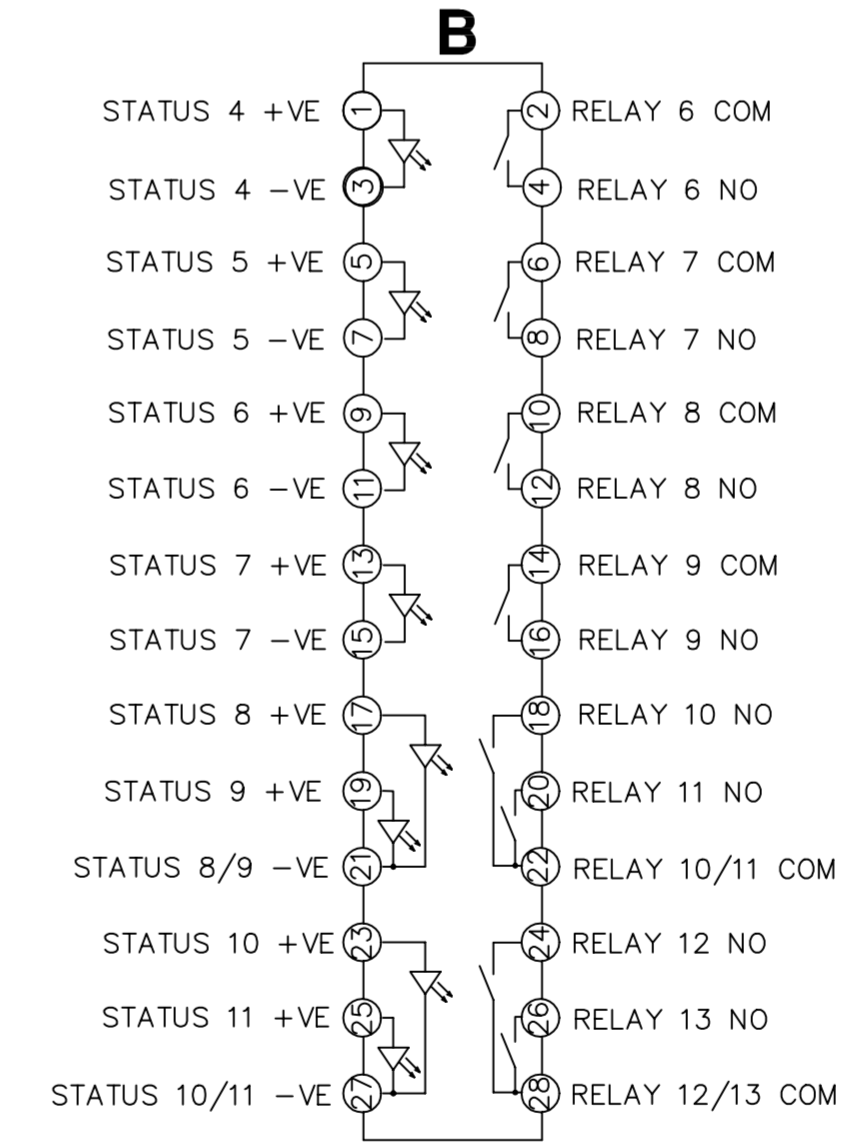 B
STATUS 4 +VE 1 2 RELAY 6 COM
STATUS 4 −VE 3 4 RELAY 6 NO
STATUS 5 +VE 5 6 RELAY 7 COM
STATUS 5 −VE 7 8 RELAY 7 NO
STATUS 6 +VE 9 10 RELAY 8 COM
STATUS 6 −VE 11 12 RELAY 8 NO
STATUS 7 +VE 13 14 RELAY 9 COM
STATUS 7 −VE 15 16 RELAY 9 NO
STATUS 8 +VE 17 18 RELAY 10 NO
STATUS 9 +VE 19 20 RELAY 11 NO
STATUS 8/9 −VE 21 22 RELAY 10/11 COM
STATUS 10 +VE 23 24 RELAY 12 NO
STATUS 11 +VE 25 26 RELAY 13 NO
STATUS 10/11 −VE 27 28 RELAY 12/13 COM